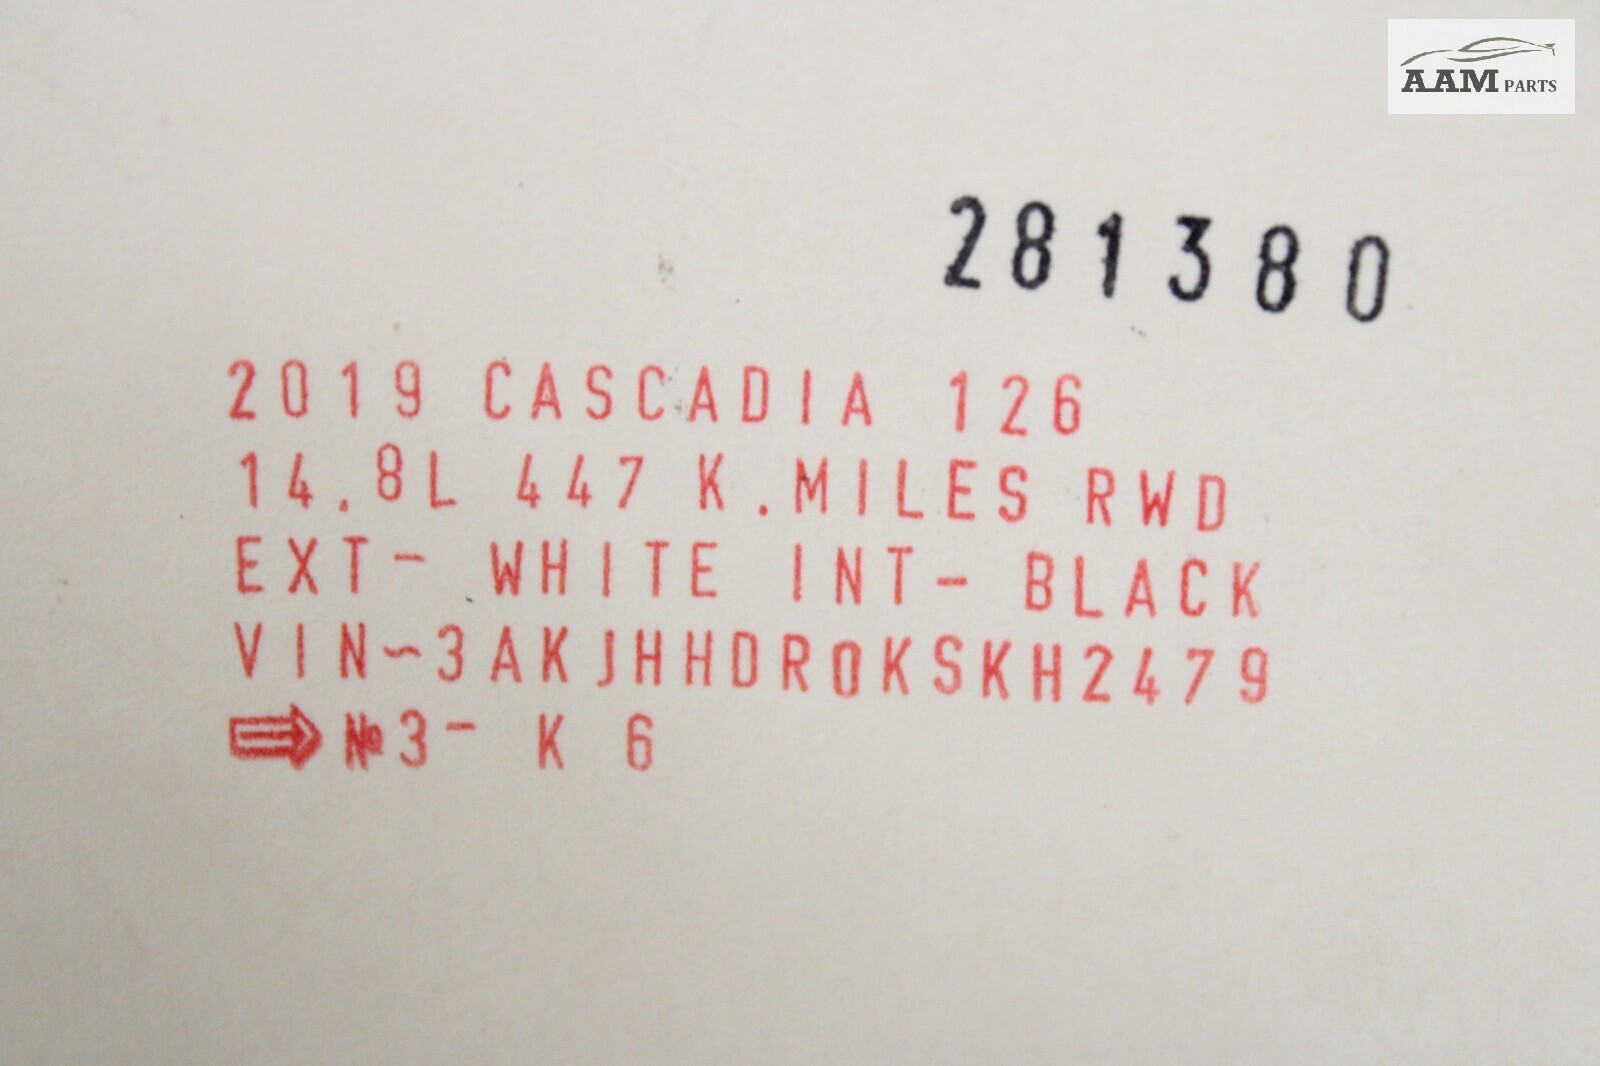 AAM PARTS
281380
2019 CASCADIA 126
14.8L 447 K.MILES RWD
EXT- WHITE INT- BLACK
VIN~3AKJHHDR0KSKH2479
⇨ №3- K 6